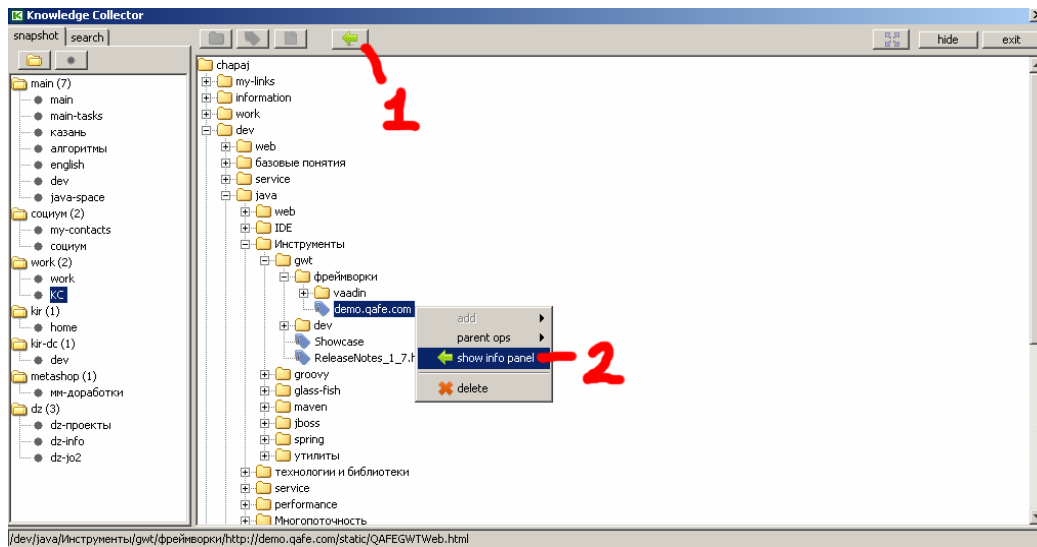 Knowledge Collector
snapshot search
hide exit
main (7)
main
main-tasks
казань
алгоритмы
english
dev
java-space
социум (2)
my-contacts
социум
work (2)
work
КС
kir (1)
home
kir-dc (1)
dev
metashop (1)
мм-доработки
dz (3)
dz-проекты
dz-info
dz-jo2
chapaj
my-links
information
work
dev
web
базовые понятия
service
java
web
IDE
Инструменты
gwt
фреймворки
vaadin
demo.qafe.com
dev
Showcase
ReleaseNotes_1_7.h
groovy
glass-fish
maven
jboss
spring
утилиты
технологии и библиотеки
service
performance
Многопоточность
add
parent ops
show info panel
delete
1
2
/dev/java/Инструменты/gwt/фреймворки/http://demo.qafe.com/static/QAFEGWTWeb.html